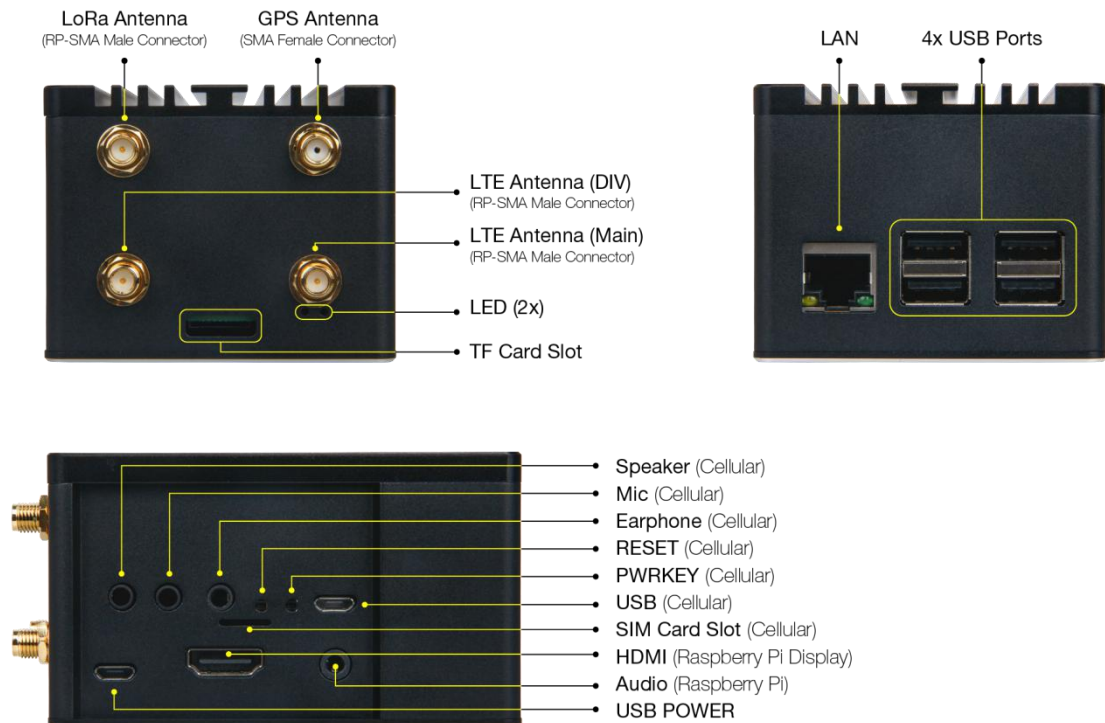 LoRa Antenna
(RP-SMA Male Connector)
GPS Antenna
(SMA Female Connector)
LTE Antenna (DIV)
(RP-SMA Male Connector)
LTE Antenna (Main)
(RP-SMA Male Connector)
LED (2x)
TF Card Slot
LAN
4x USB Ports
Speaker (Cellular)
Mic (Cellular)
Earphone (Cellular)
RESET (Cellular)
PWRKEY (Cellular)
USB (Cellular)
SIM Card Slot (Cellular)
HDMI (Raspberry Pi Display)
Audio (Raspberry Pi)
USB POWER